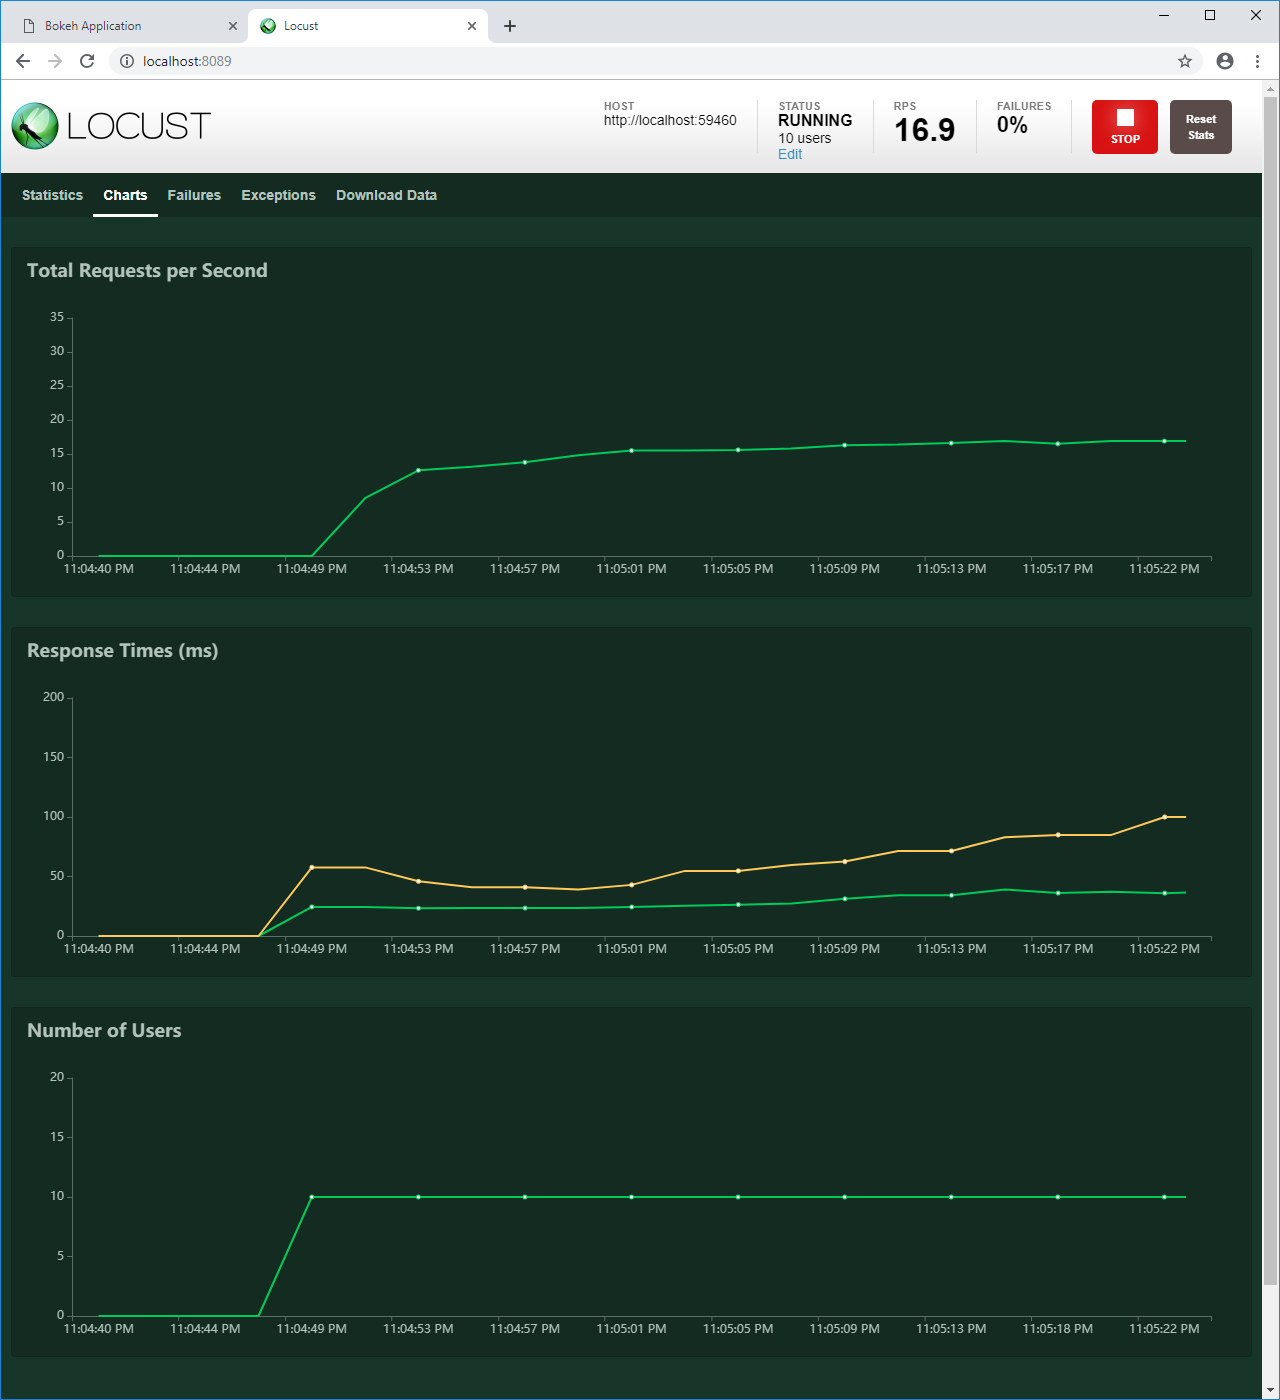 Bokeh Application
Locust
localhost:8089
LOCUST
HOST
http://localhost:59460
STATUS
RUNNING
10 users
Edit
RPS
16.9
FAILURES
0%
STOP
Reset
Stats
Statistics Charts Failures Exceptions Download Data
Total Requests per Second
35
30
25
20
15
10
5
0
11:04:40 PM 11:04:44 PM 11:04:49 PM 11:04:53 PM 11:04:57 PM 11:05:01 PM 11:05:05 PM 11:05:09 PM 11:05:13 PM 11:05:17 PM 11:05:22 PM
Response Times (ms)
200
150
100
50
0
11:04:40 PM 11:04:44 PM 11:04:49 PM 11:04:53 PM 11:04:57 PM 11:05:01 PM 11:05:05 PM 11:05:09 PM 11:05:13 PM 11:05:17 PM 11:05:22 PM
Number of Users
20
15
10
5
0
11:04:40 PM 11:04:44 PM 11:04:49 PM 11:04:53 PM 11:04:57 PM 11:05:01 PM 11:05:05 PM 11:05:09 PM 11:05:13 PM 11:05:18 PM 11:05:22 PM